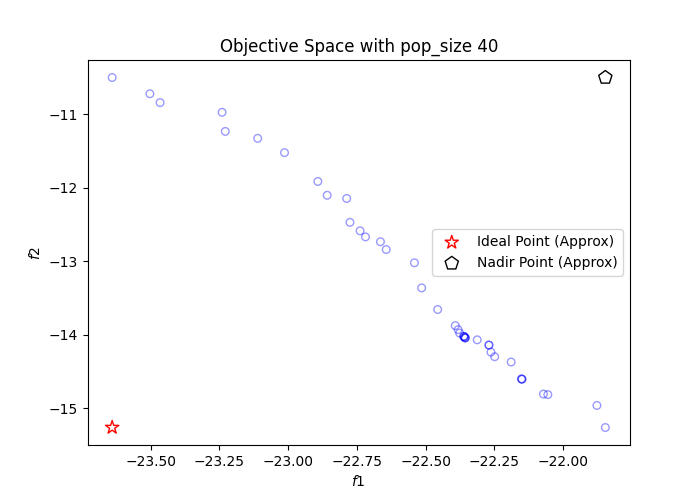 Objective Space with pop_size 40
f2
−11
−12
−13
−14
−15
Ideal Point (Approx)
Nadir Point (Approx)
−23.50
−23.25
−23.00
−22.75
−22.50
−22.25
−22.00
f1